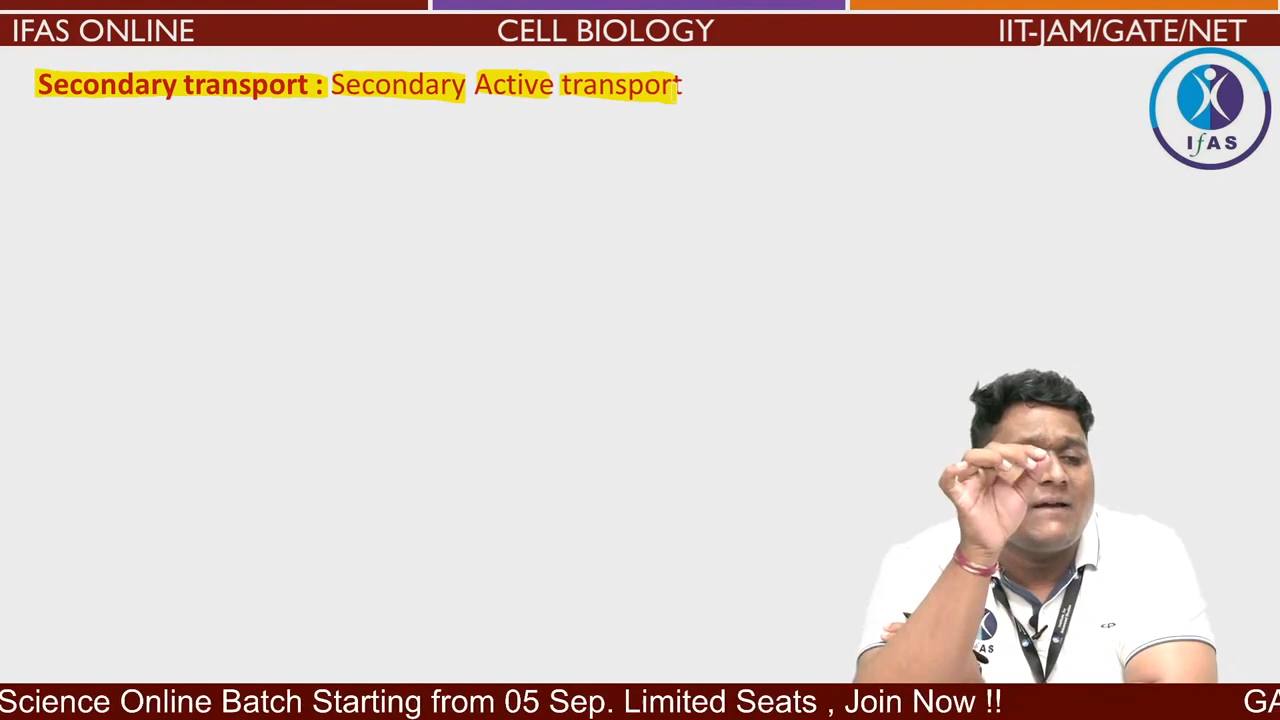 IFAS ONLINE
CELL BIOLOGY
IIT-JAM/GATE/NET
Secondary transport : Secondary Active transport
IfAS
AS
Science Online Batch Starting from 05 Sep. Limited Seats , Join Now !!
GA